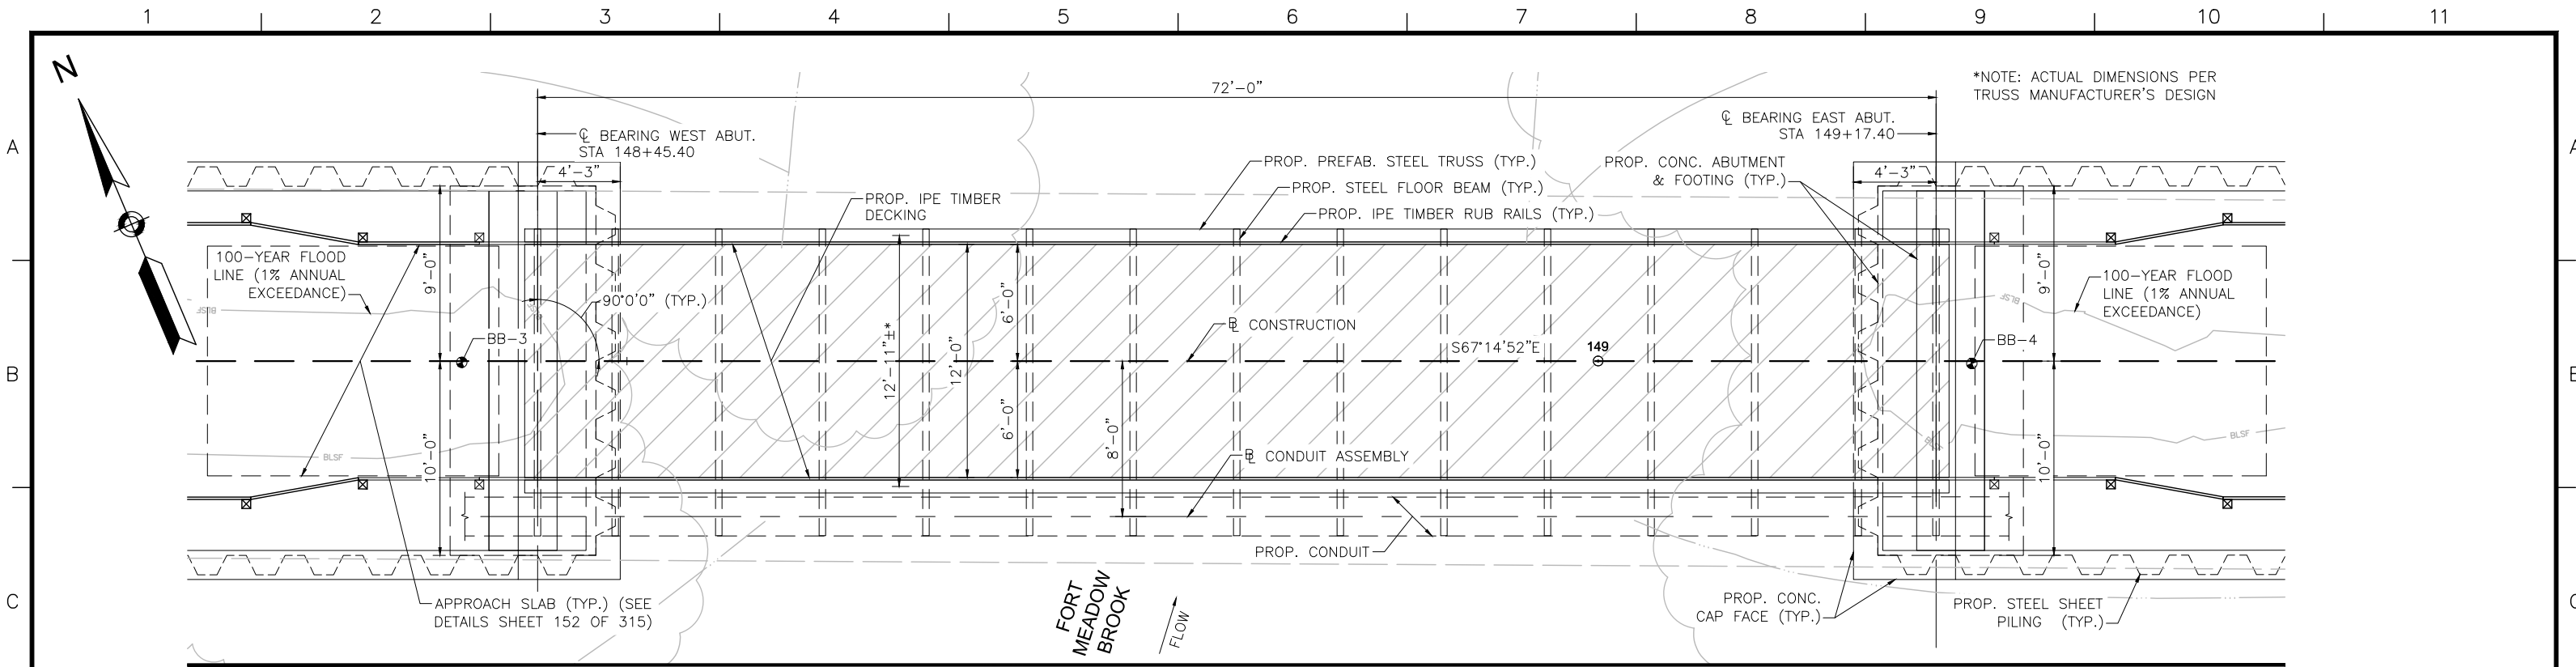 1 2 3 4 5 6 7 8 9 10 11
N
72'-0"
*NOTE: ACTUAL DIMENSIONS PER
TRUSS MANUFACTURER'S DESIGN
A
℄ BEARING WEST ABUT.
STA 148+45.40
℄ BEARING EAST ABUT.
STA 149+17.40
A
4'-3"
PROP. PREFAB. STEEL TRUSS (TYP.)
PROP. CONC. ABUTMENT
& FOOTING (TYP.)
4'-3"
PROP. STEEL FLOOR BEAM (TYP.)
PROP. IPE TIMBER
DECKING
PROP. IPE TIMBER RUB RAILS (TYP.)
100-YEAR FLOOD
LINE (1% ANNUAL
EXCEEDANCE)
9'-0"
90°0'0" (TYP.)
6'-0"
9'-0"
100-YEAR FLOOD
LINE (1% ANNUAL
EXCEEDANCE)
BLSF
BLSF
B
BB-3
12'-11"±*
12'-0"
B CONSTRUCTION
S67°14'52"E
149
BB-4
B
10'-0"
6'-0"
8'-0"
B CONDUIT ASSEMBLY
10'-0"
BLSF
BLSF
PROP. CONDUIT
C
APPROACH SLAB (TYP.) (SEE
DETAILS SHEET 152 OF 315)
FORT
MEADOW
BROOK
FLOW
PROP. CONC.
CAP FACE (TYP.)
PROP. STEEL SHEET
PILING (TYP.)
C